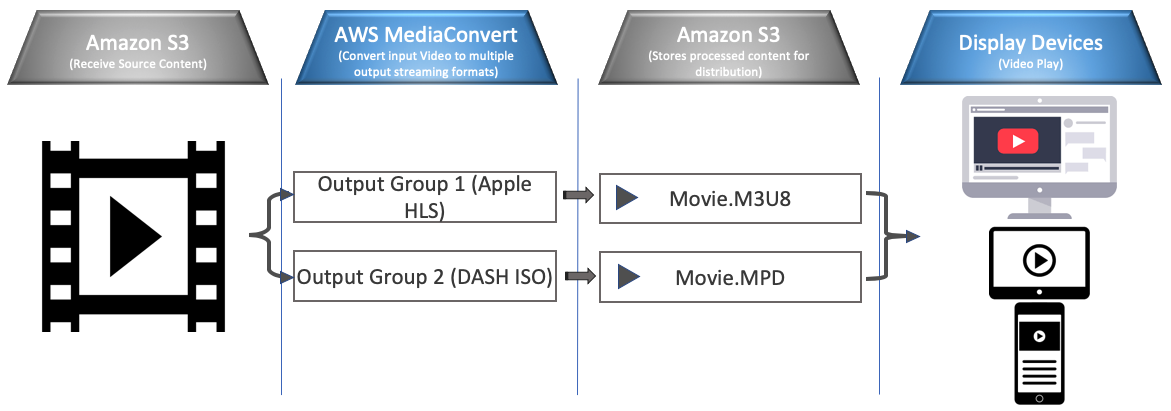 Amazon S3
(Receive Source Content)
AWS MediaConvert
(Convert input Video to multiple
output streaming formats)
Amazon S3
(Stores processed content for
distribution)
Display Devices
(Video Play)
Output Group 1 (Apple
HLS)
Movie.M3U8
Output Group 2 (DASH ISO)
Movie.MPD